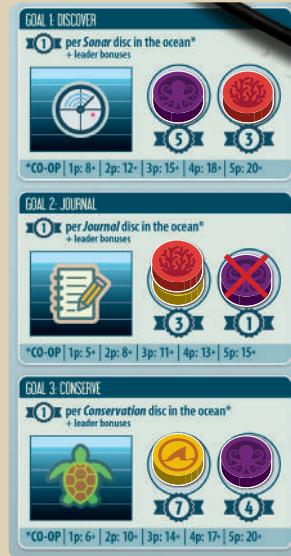 GOAL 1: DISCOVER
1 per Sonar disc in the ocean*
+ leader bonuses
5 3
*CO-OP | 1p: 8+ | 2p: 12+ | 3p: 15+ | 4p: 18+ | 5p: 20+
GOAL 2: JOURNAL
1 per Journal disc in the ocean*
+ leader bonuses
3 1
*CO-OP | 1p: 5+ | 2p: 8+ | 3p: 11+ | 4p: 13+ | 5p: 15+
GOAL 3: CONSERVE
1 per Conservation disc in the ocean*
+ leader bonuses
7 4
*CO-OP | 1p: 6+ | 2p: 10+ | 3p: 14+ | 4p: 17+ | 5p: 20+